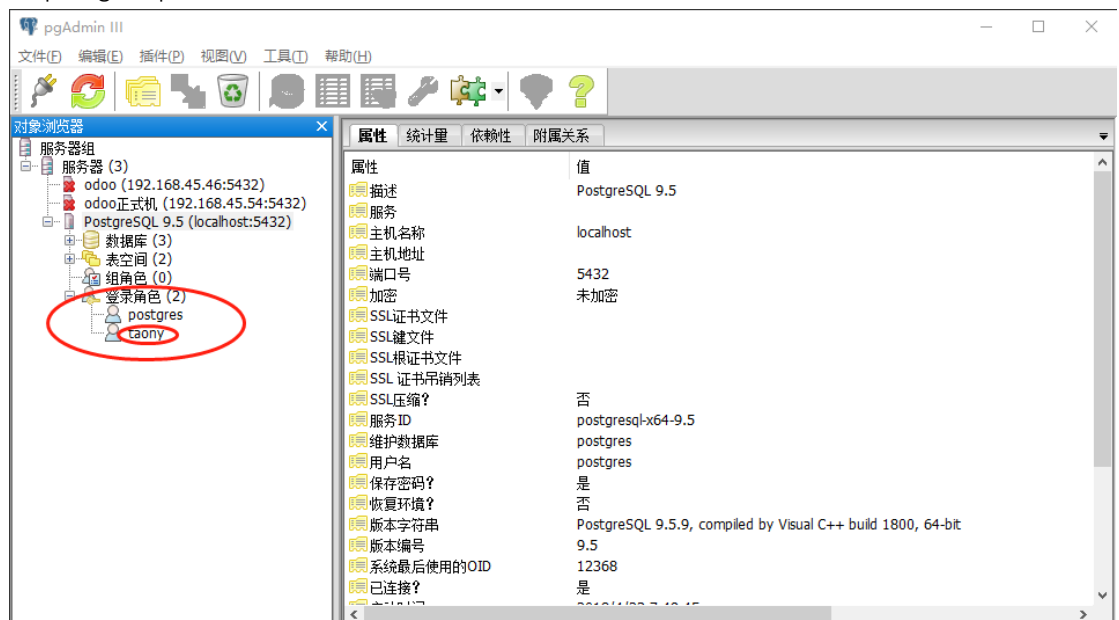 pgAdmin III
文件(F) 编辑(E) 插件(P) 视图(V) 工具(T) 帮助(H)
对象浏览器
服务器组
服务器 (3)
odoo (192.168.45.46:5432)
odoo正式机 (192.168.45.54:5432)
PostgreSQL 9.5 (localhost:5432)
数据库 (3)
表空间 (2)
组角色 (0)
登录角色 (2)
postgres
taony
属性 统计量 依赖性 附属关系
属性 值
描述 PostgreSQL 9.5
服务
主机名称 localhost
主机地址
端口号 5432
加密 未加密
SSL证书文件
SSL鍵文件
SSL根证书文件
SSL 证书吊销列表
SSL压缩? 否
服务ID postgresql-x64-9.5
维护数据库 postgres
用户名 postgres
保存密码? 是
恢复环境? 否
版本字符串 PostgreSQL 9.5.9, compiled by Visual C++ build 1800, 64-bit
版本编号 9.5
系统最后使用的OID 12368
已连接? 是